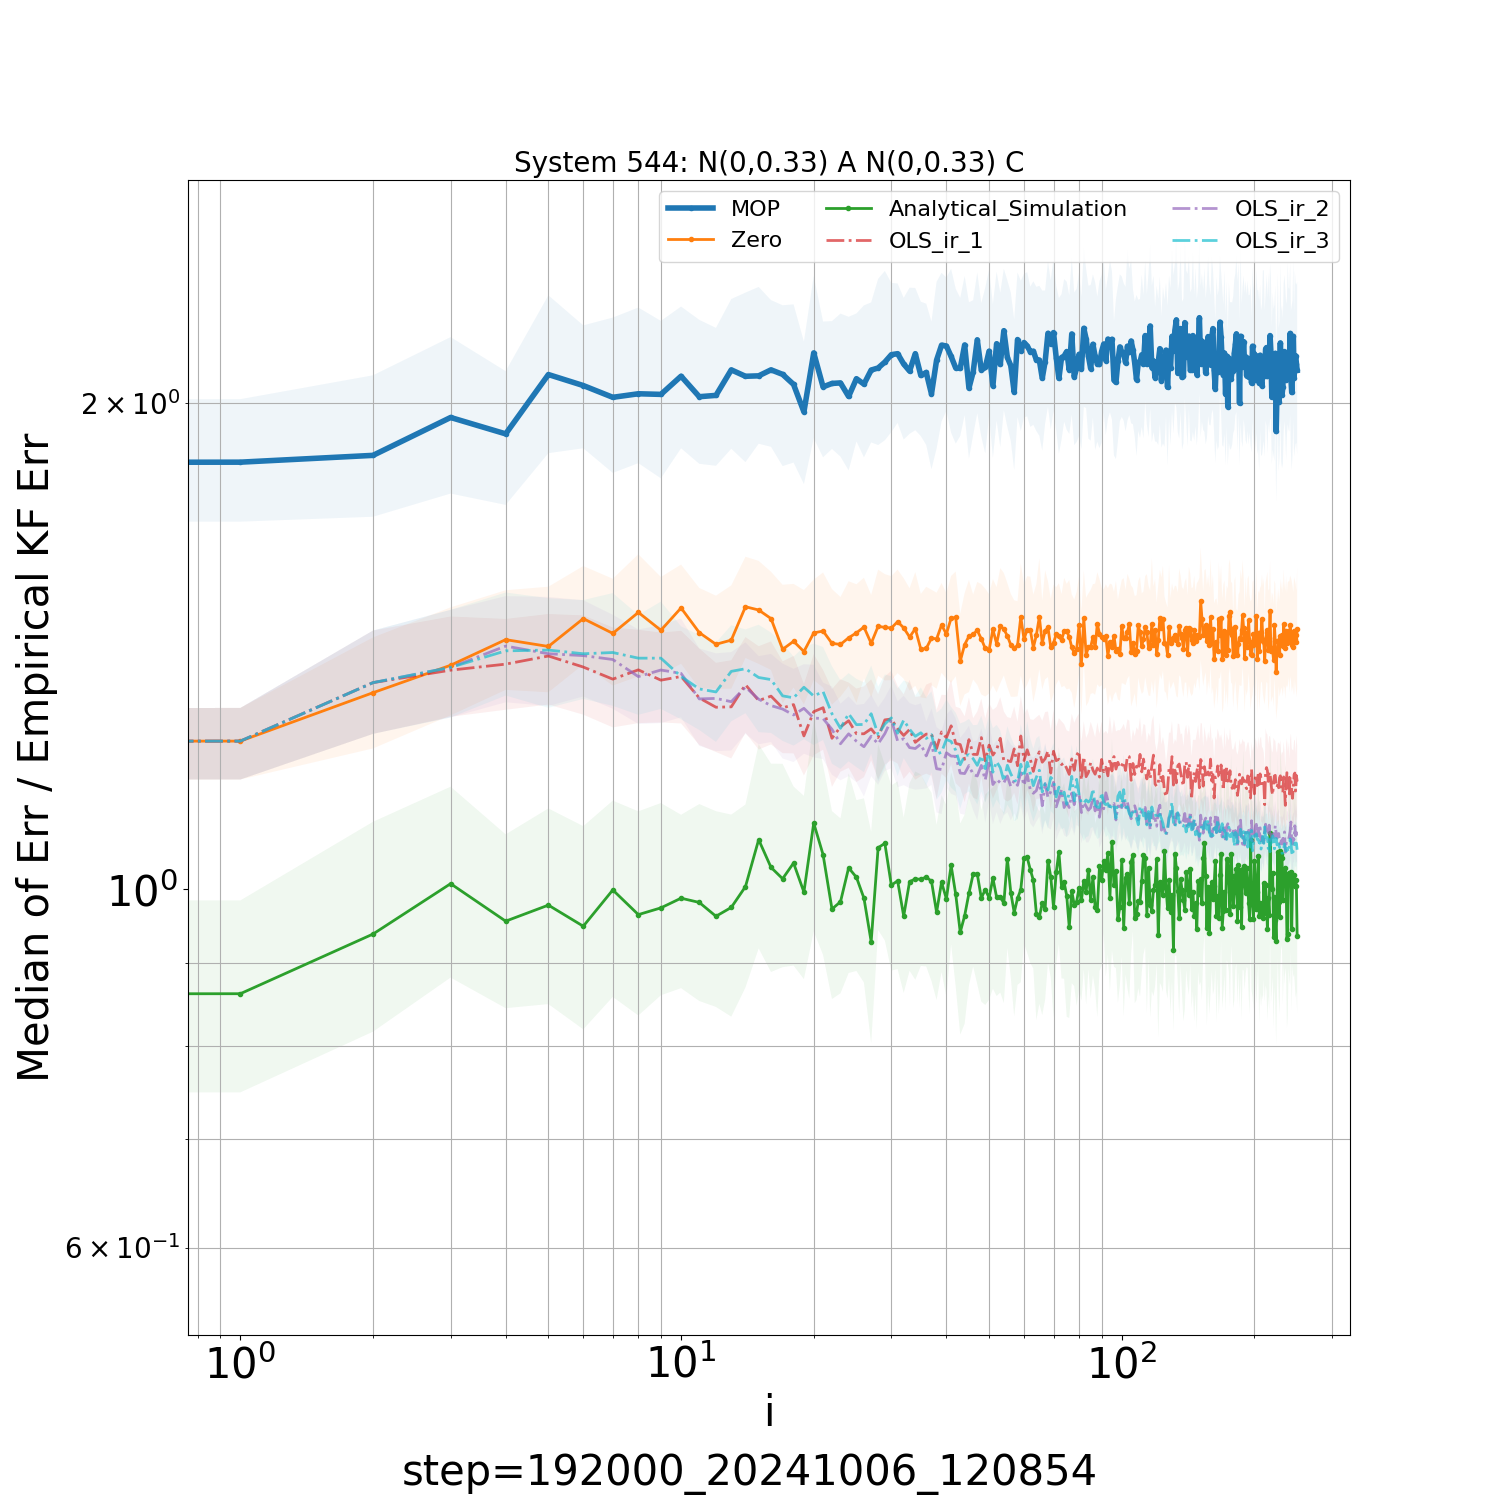 System 544: N(0,0.33) A N(0,0.33) C
MOP
Zero
Analytical_Simulation
OLS_ir_1
OLS_ir_2
OLS_ir_3
Median of Err / Empirical KF Err
2 × 10⁰
10⁰
6 × 10⁻¹
10⁰ 10¹ 10²
i
step=192000_20241006_120854